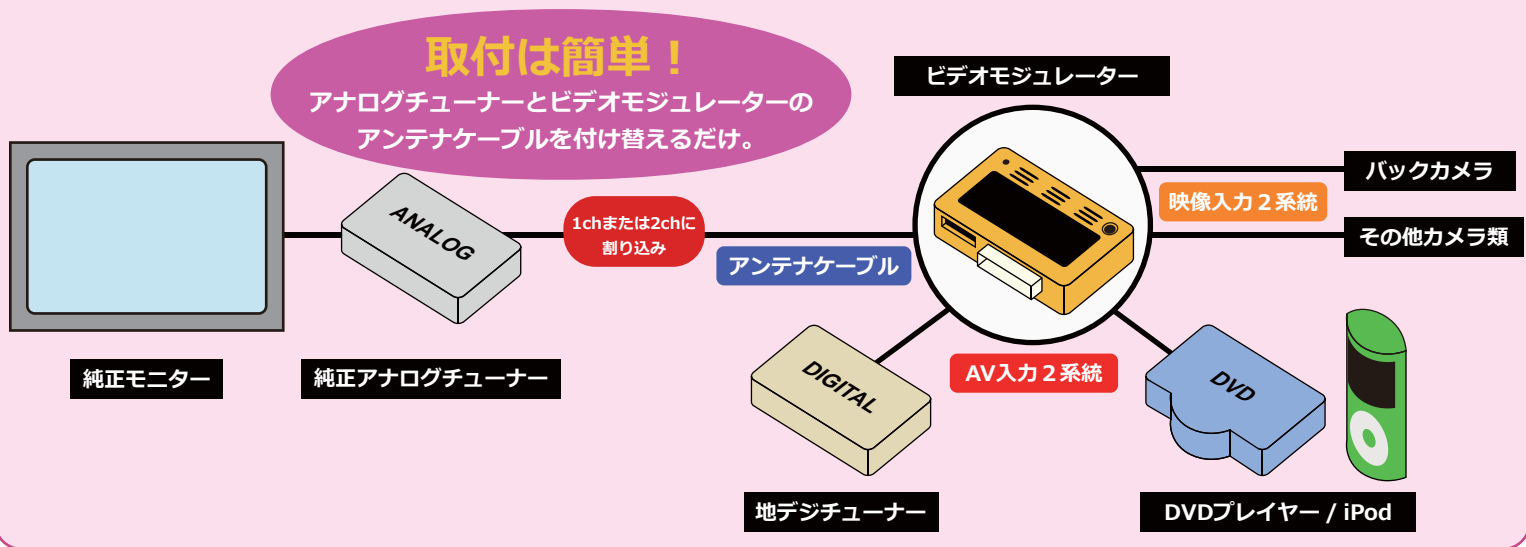 取付は簡単！
アナログチューナーとビデオモジュレーターの
アンテナケーブルを付け替えるだけ。
ビデオモジュレーター
バックカメラ
映像入力２系統
その他カメラ類
ANALOG
1chまたは2chに
割り込み
アンテナケーブル
純正モニター
純正アナログチューナー
AV入力２系統
DIGITAL
DVD
地デジチューナー
DVDプレイヤー / iPod